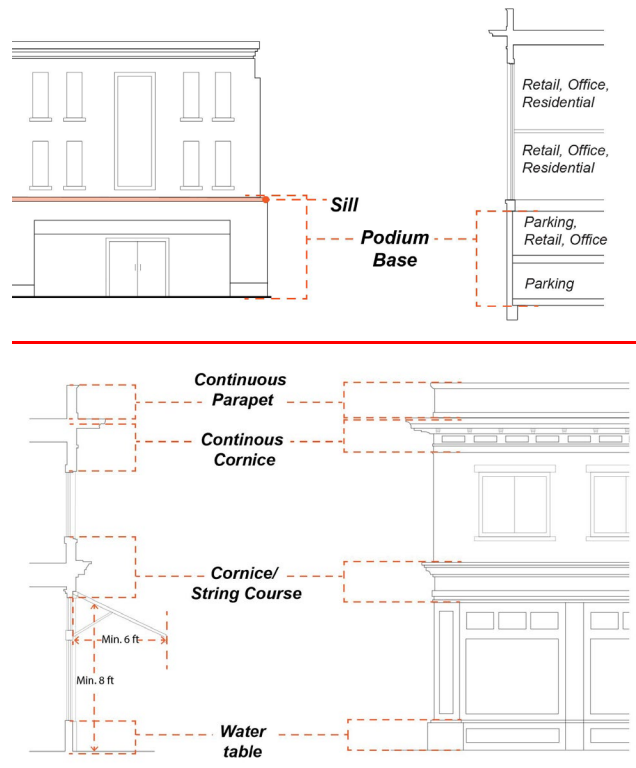 Retail, Office,
Residential
Retail, Office,
Residential
Sill
Podium
Base
Parking,
Retail, Office
Parking
Continuous
Parapet
Continous
Cornice
Cornice/
String Course
Min. 6 ft
Min. 8 ft
Water
table